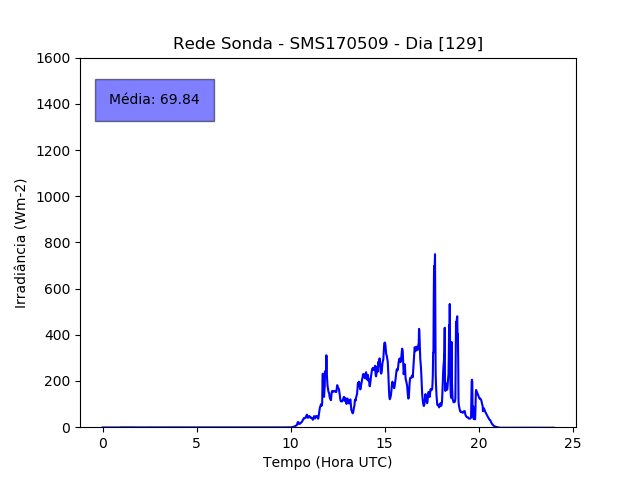 Rede Sonda - SMS170509 - Dia [129]
Média: 69.84
Irradiância (Wm-2)
1600
1400
1200
1000
800
600
400
200
0
0 5 10 15 20 25
Tempo (Hora UTC)